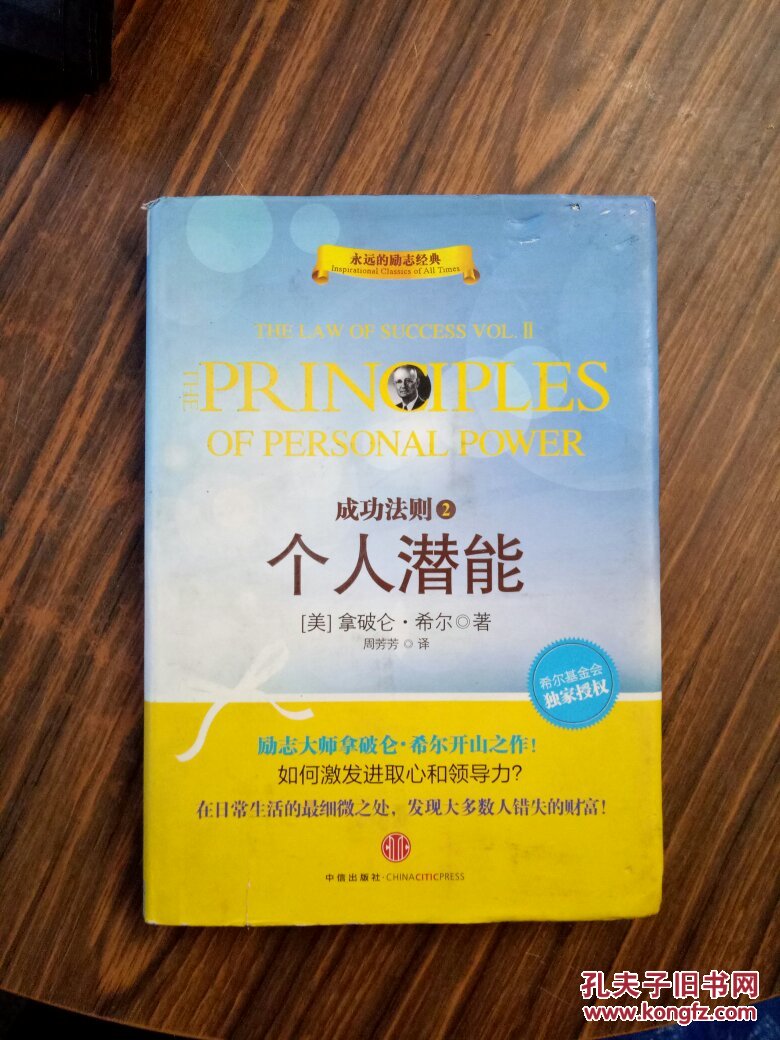 永远的励志经典
Inspirational Classics of All Times
THE LAW OF SUCCESS VOL. II
THE PRINCIPLES
OF PERSONAL POWER
成功法则2
个人潜能
[美] 拿破仑·希尔◎著
周芳芳◎译
希尔基金会
独家授权
励志大师拿破仑·希尔开山之作!
如何激发进取心和领导力?
在日常生活的最细微之处,发现大多数人错失的财富!
中信出版社·CHINACITICPRESS
孔夫子旧书网
www.kongfz.com